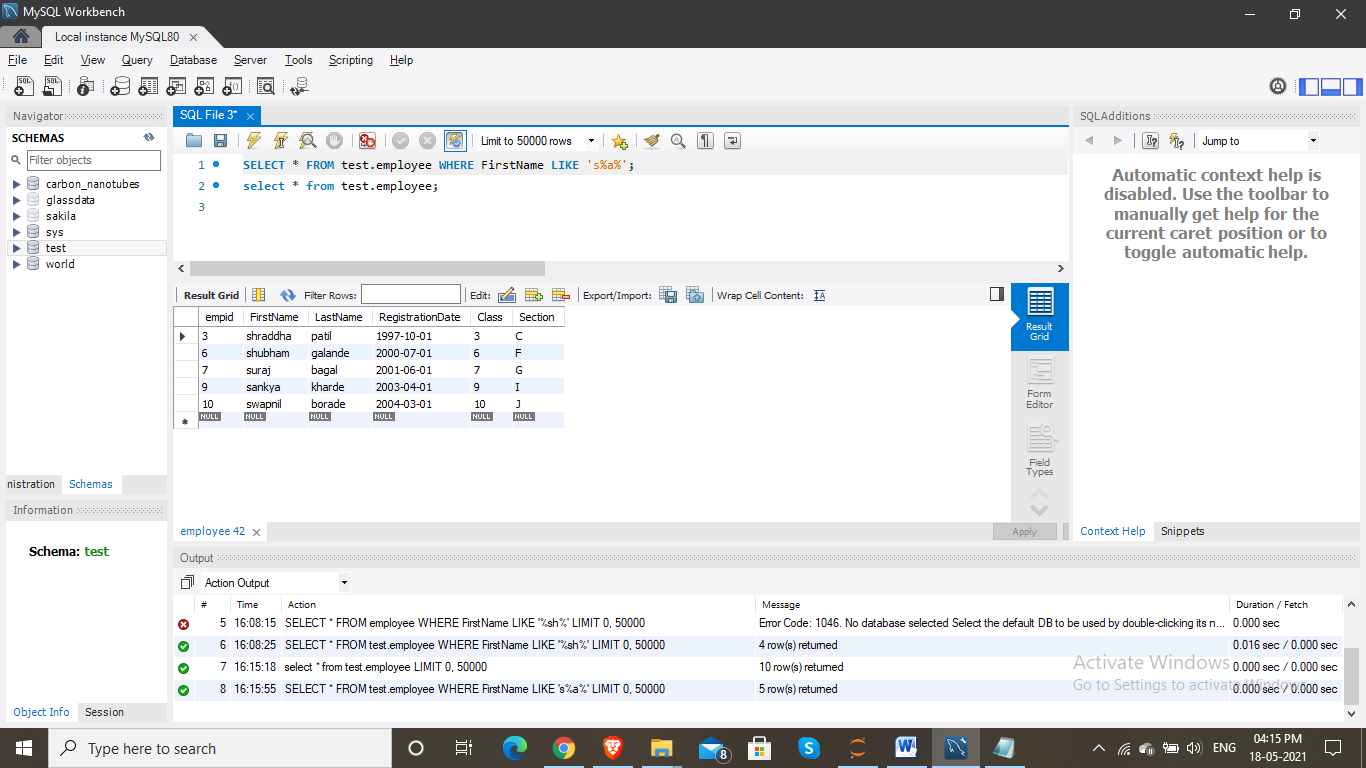 MySQL Workbench
Local instance MySQL80
File Edit View Query Database Server Tools Scripting Help
Navigator
SCHEMAS
Filter objects
carbon_nanotubes
glassdata
sakila
sys
test
world
nistration Schemas
Information
Schema: test
Object Info Session
SQL File 3*
Limit to 50000 rows
1 SELECT * FROM test.employee WHERE FirstName LIKE 's%a%';
2 select * from test.employee;
3
Result Grid Filter Rows: Edit: Export/Import: Wrap Cell Content:
empid FirstName LastName RegistrationDate Class Section
3 shraddha patil 1997-10-01 3 C
6 shubham galande 2000-07-01 6 F
7 suraj bagal 2001-06-01 7 G
9 sankya kharde 2003-04-01 9 I
10 swapnil borade 2004-03-01 10 J
NULL NULL NULL NULL NULL NULL
Result
Grid
Form
Editor
Field
Types
employee 42
Apply
SQLAdditions
Jump to
Automatic context help is
disabled. Use the toolbar to
manually get help for the
current caret position or to
toggle automatic help.
Context Help Snippets
Output
Action Output
# Time Action Message Duration / Fetch
5 16:08:15 SELECT * FROM employee WHERE FirstName LIKE '%sh%' LIMIT 0, 50000 Error Code: 1046. No database selected Select the default DB to be used by double-clicking its n... 0.000 sec
6 16:08:25 SELECT * FROM test.employee WHERE FirstName LIKE '%sh%' LIMIT 0, 50000 4 row(s) returned 0.016 sec / 0.000 sec
7 16:15:18 select * from test.employee LIMIT 0, 50000 10 row(s) returned 0.000 sec / 0.000 sec
8 16:15:55 SELECT * FROM test.employee WHERE FirstName LIKE 's%a%' LIMIT 0, 50000 5 row(s) returned 0.000 sec / 0.000 sec
Activate Windows
Go to Settings to activate Windows.
Type here to search
8
ENG
04:15 PM
18-05-2021